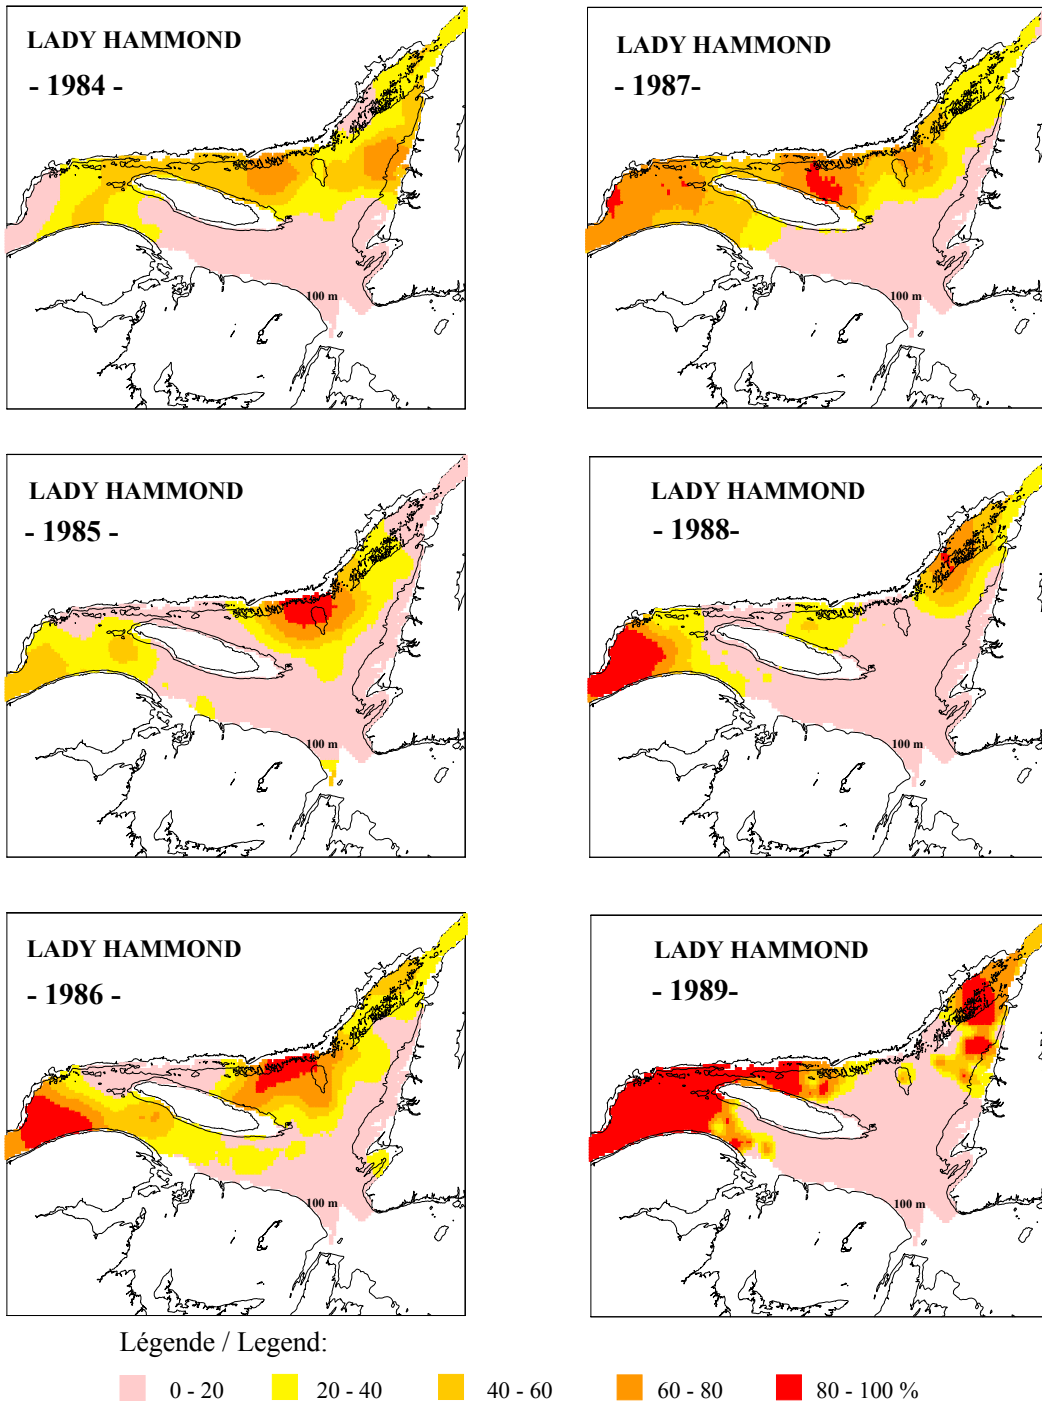 LADY HAMMOND
- 1984 -
100 m
LADY HAMMOND
- 1987-
100 m
LADY HAMMOND
- 1985 -
100 m
LADY HAMMOND
- 1988-
100 m
LADY HAMMOND
- 1986 -
100 m
LADY HAMMOND
- 1989-
100 m
Légende / Legend:
0 - 20 20 - 40 40 - 60 60 - 80 80 - 100 %